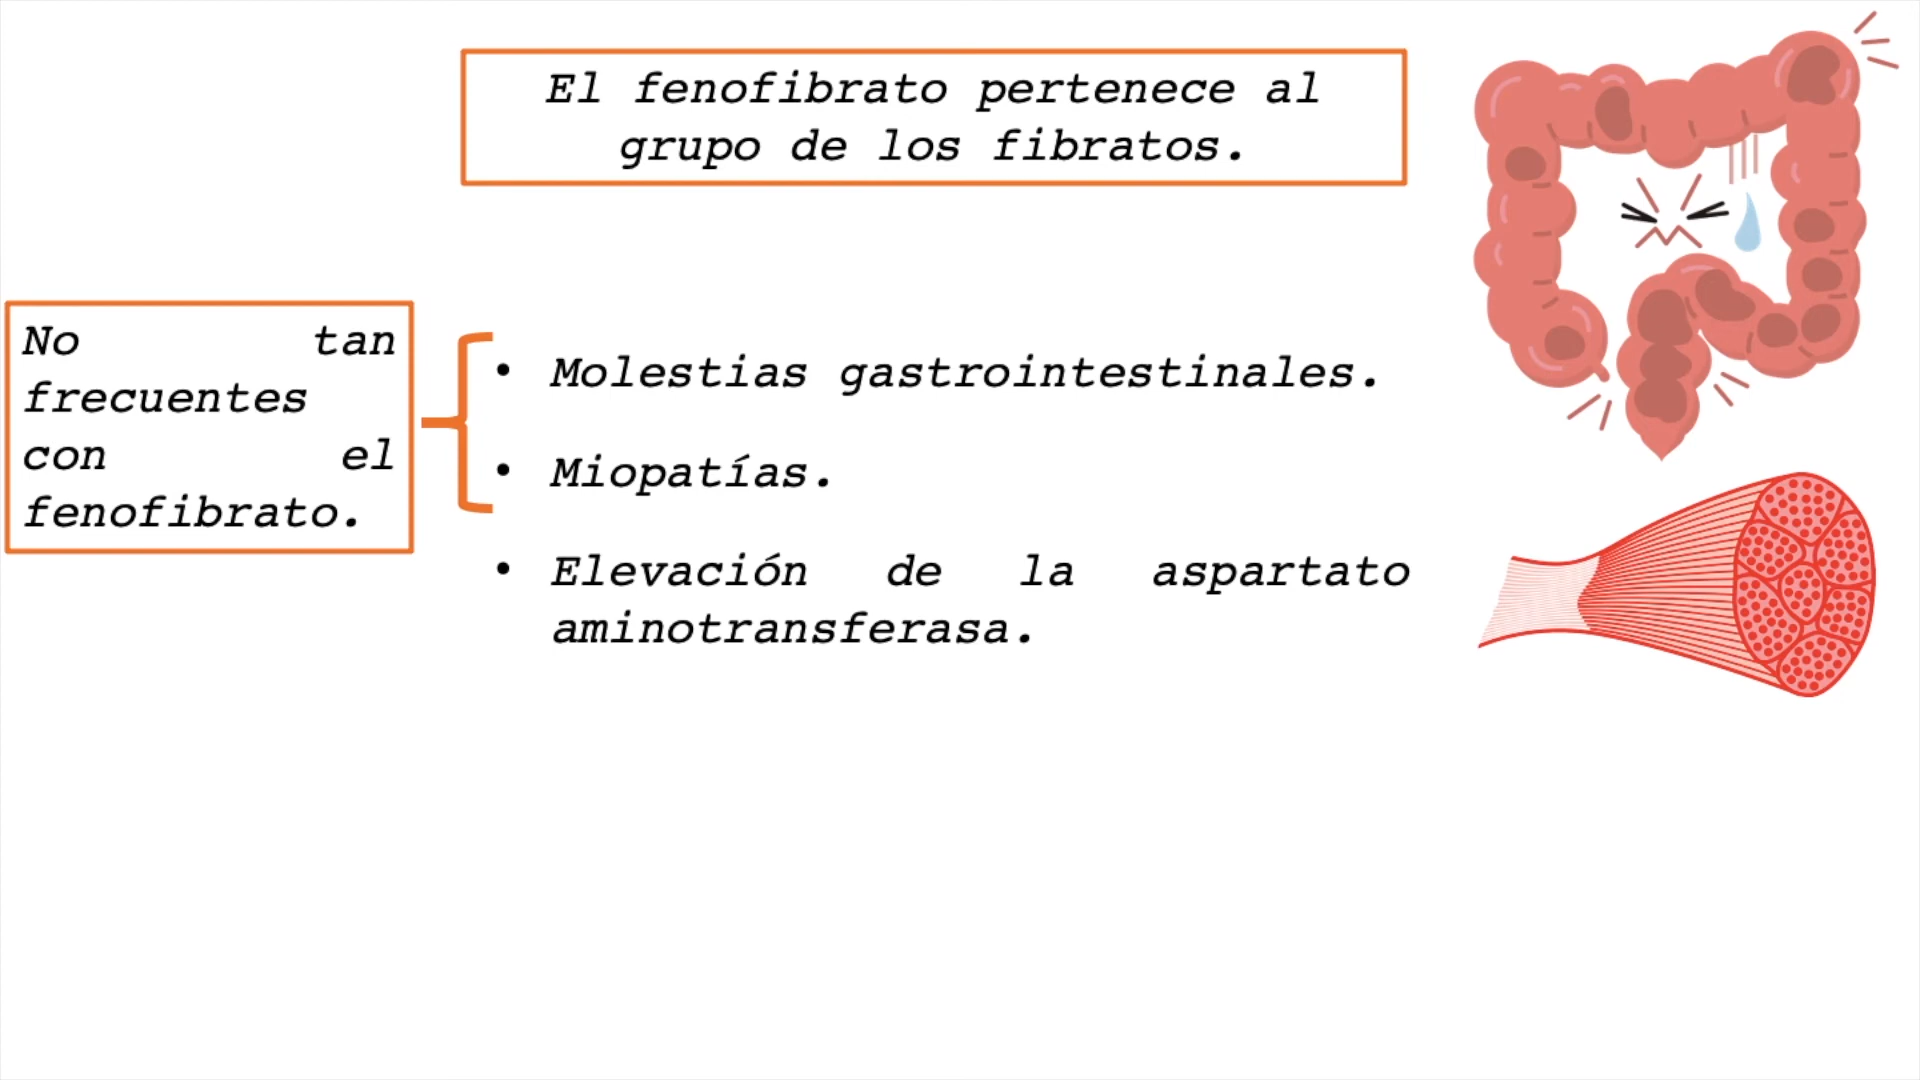 El fenofibrato pertenece al
grupo de los fibratos.
No tan
frecuentes
con el
fenofibrato.
• Molestias gastrointestinales.
• Miopatías.
• Elevación de la aspartato
aminotransferasa.